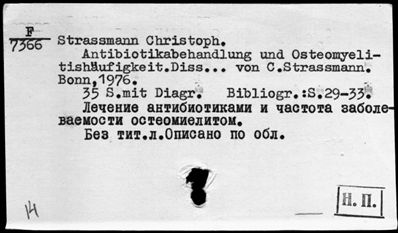 F
7366
Strassmann Christoph.
Antibiotikabehandlung und Osteomyeli-
tishäufigkeit.Diss... von C.Strassmann.
Bonn,1976.
35 S.mit Diagr. Bibliogr.:S.29-33.
Лечение антибиотиками и частота заболе-
ваемости остеомиелитом.
Без тит.л.Описано по обл.
14
Н. П.